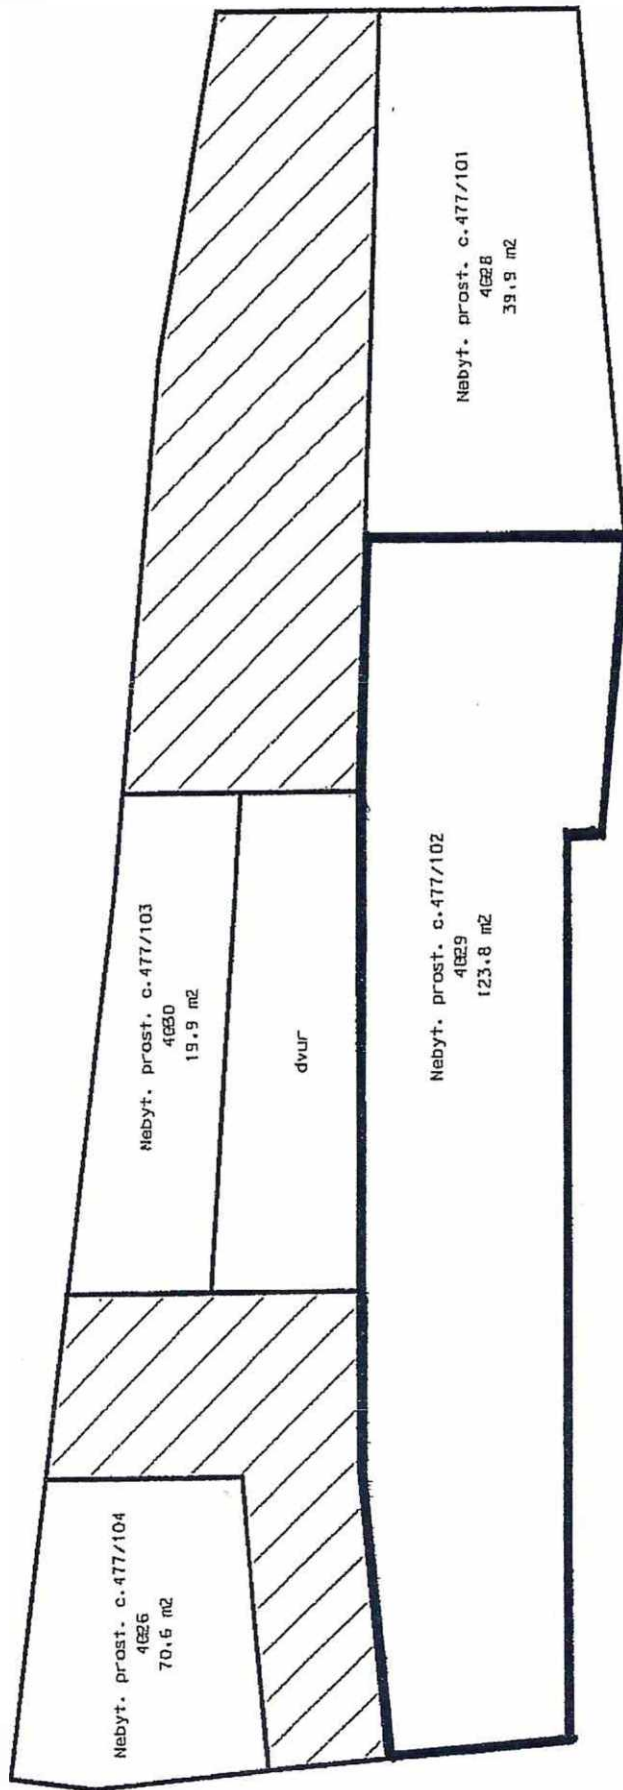 Nebyt. prost. c.477/104
4026
70.6 m2
Nebyt. prost. c.477/103
4030
19.9 m2
dvur
Nebyt. prost. c.477/102
4029
123.8 m2
Nebyt. prost. c.477/101
4028
39.9 m2